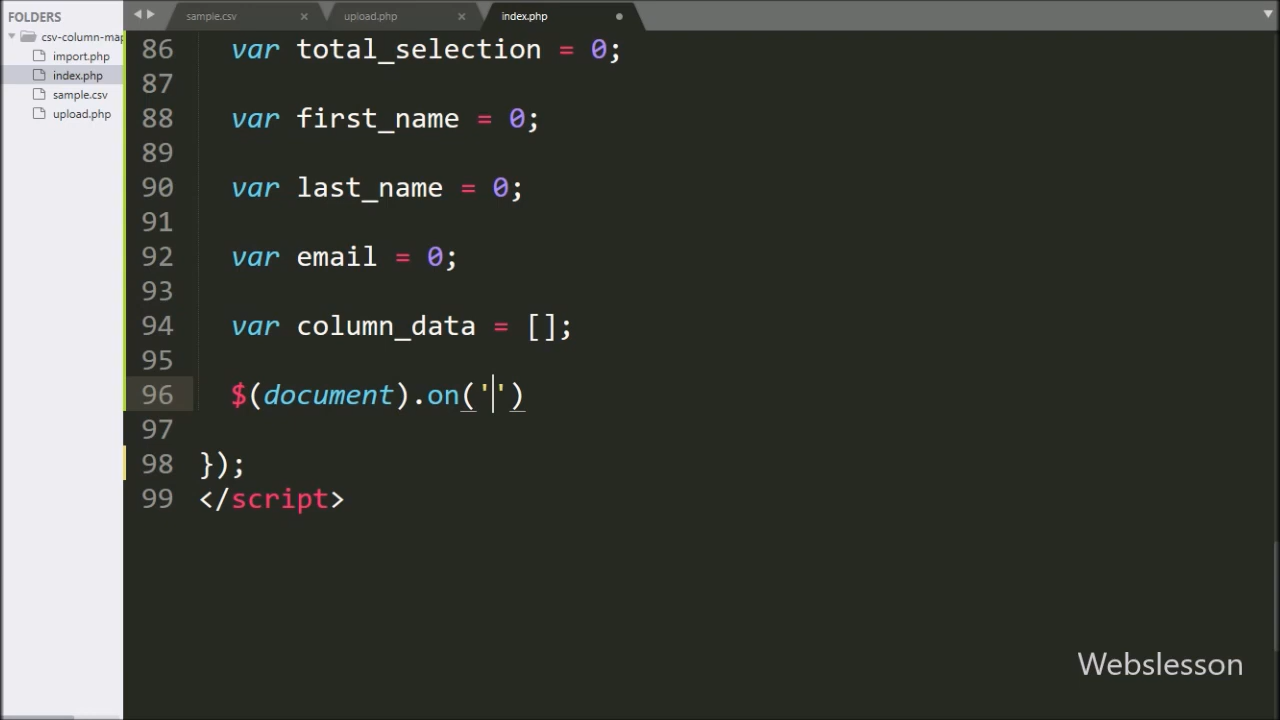 FOLDERS
csv-column-map
import.php
index.php
sample.csv
upload.php
sample.csv
upload.php
index.php
86 var total_selection = 0;
87
88 var first_name = 0;
89
90 var last_name = 0;
91
92 var email = 0;
93
94 var column_data = [];
95
96 $(document).on('')
97
98 });
99 </script>
Webslesson